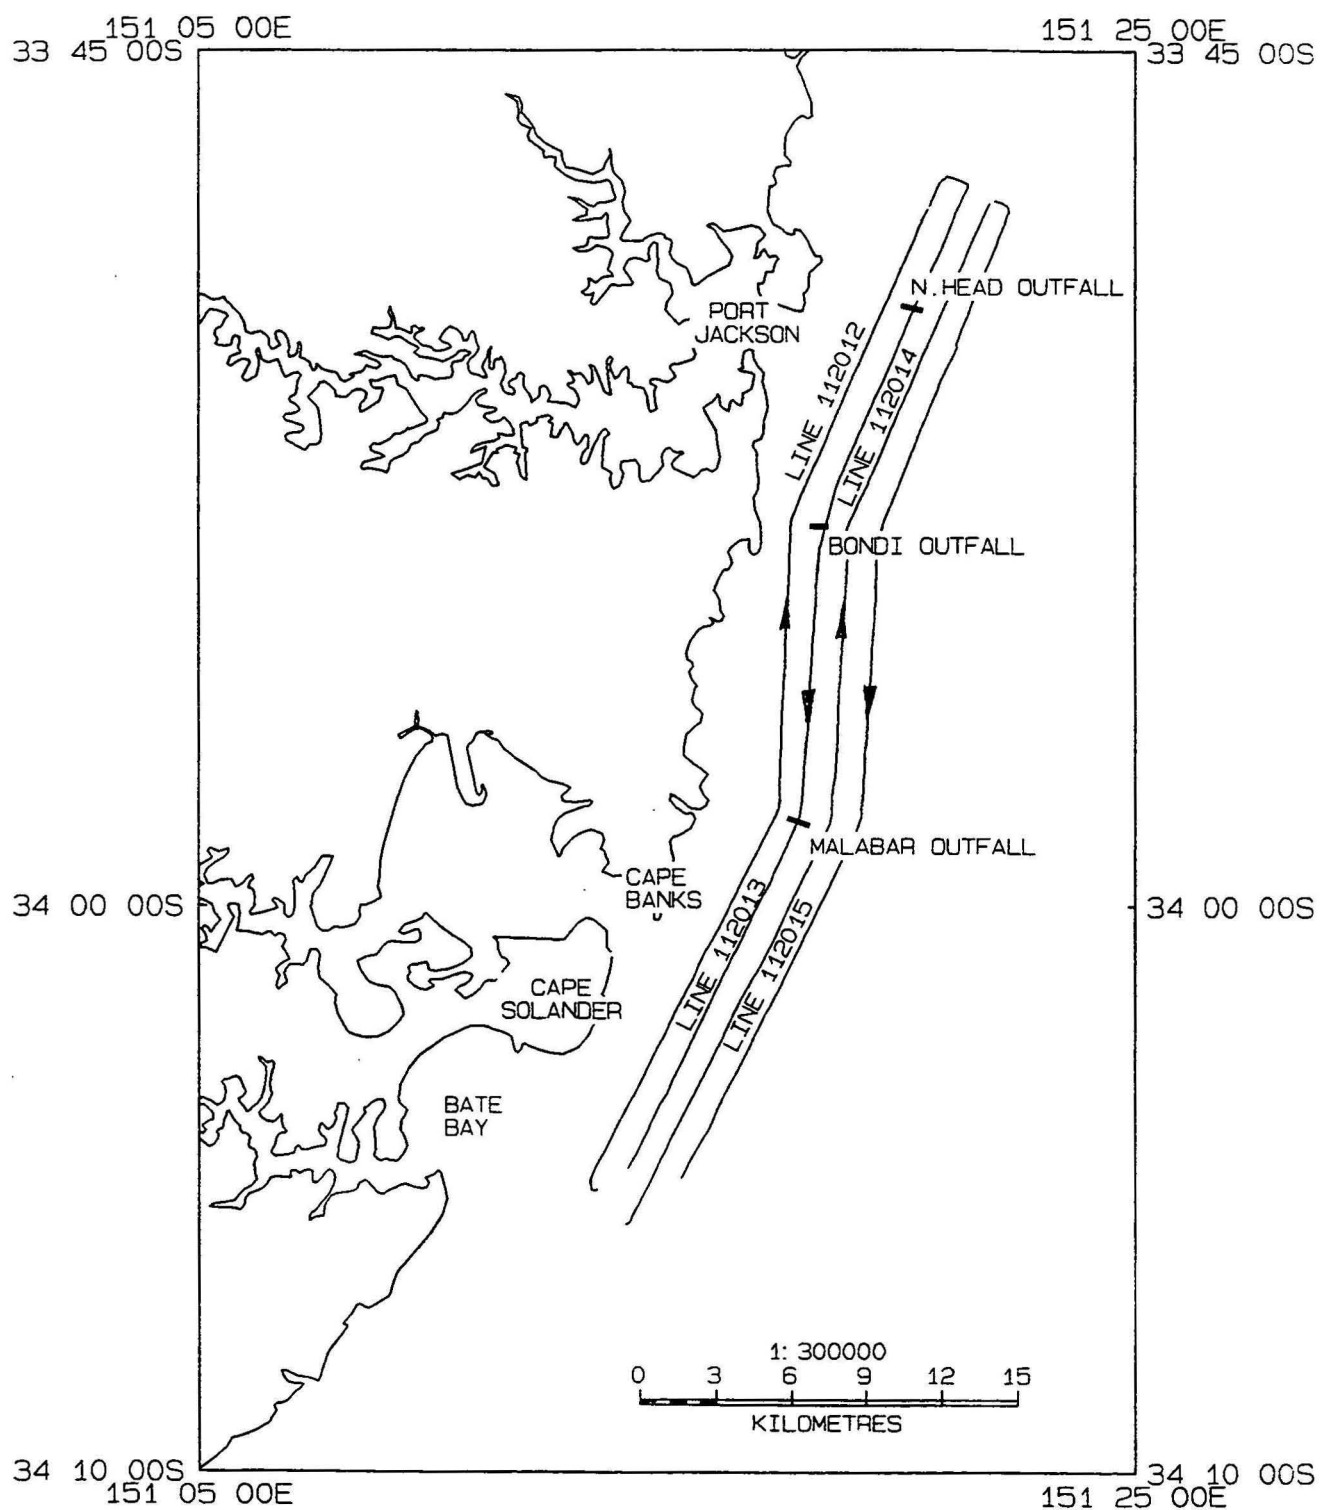 151 05 00E
151 25 00E
33 45 00S
33 45 00S
N.HEAD OUTFALL
PORT
JACKSON
LINE 112012
LINE 112014
BONDI OUTFALL
MALABAR OUTFALL
CAPE
BANKS
34 00 00S
34 00 00S
LINE 112013
LINE 112015
CAPE
SOLANDER
BATE
BAY
1: 300000
0 3 6 9 12 15
KILOMETRES
34 10 00S
34 10 00S
151 05 00E
151 25 00E